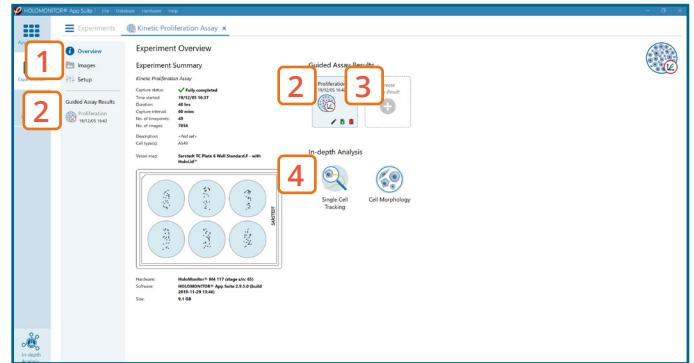 HOLOMONITOR® App Suite | File Database Hardware Help
Experiments
Kinetic Proliferation Assay ×
1
Overview
Images
Setup
2
Guided Assay Results
Proliferation
19/12/05 16:42
In-depth
Analysis
Experiment Overview
Experiment Summary
Kinetic Proliferation Assay
Capture status: Fully completed
Time started: 19/12/05 16:37
Duration: 48 hrs
Capture interval: 60 mins
No. of timepoints: 49
No. of images: 7056
Description: <Not set>
Cell type(s): A549
Vessel map: Sarstedt TC Plate 6 Well Standard.F - with
HoloLid™
SARSTEDT
Hardware: HoloMonitor® M4 117 (stage s/n: 65)
Software: HOLOMONITOR® App Suite 2.9.5.0 (build
2019-11-29 13:46)
Size: 9.1 GB
Guided Assay Results
2
Proliferation
19/12/05 16:42
3
Result
In-depth Analysis
4
Single Cell
Tracking
Cell Morphology